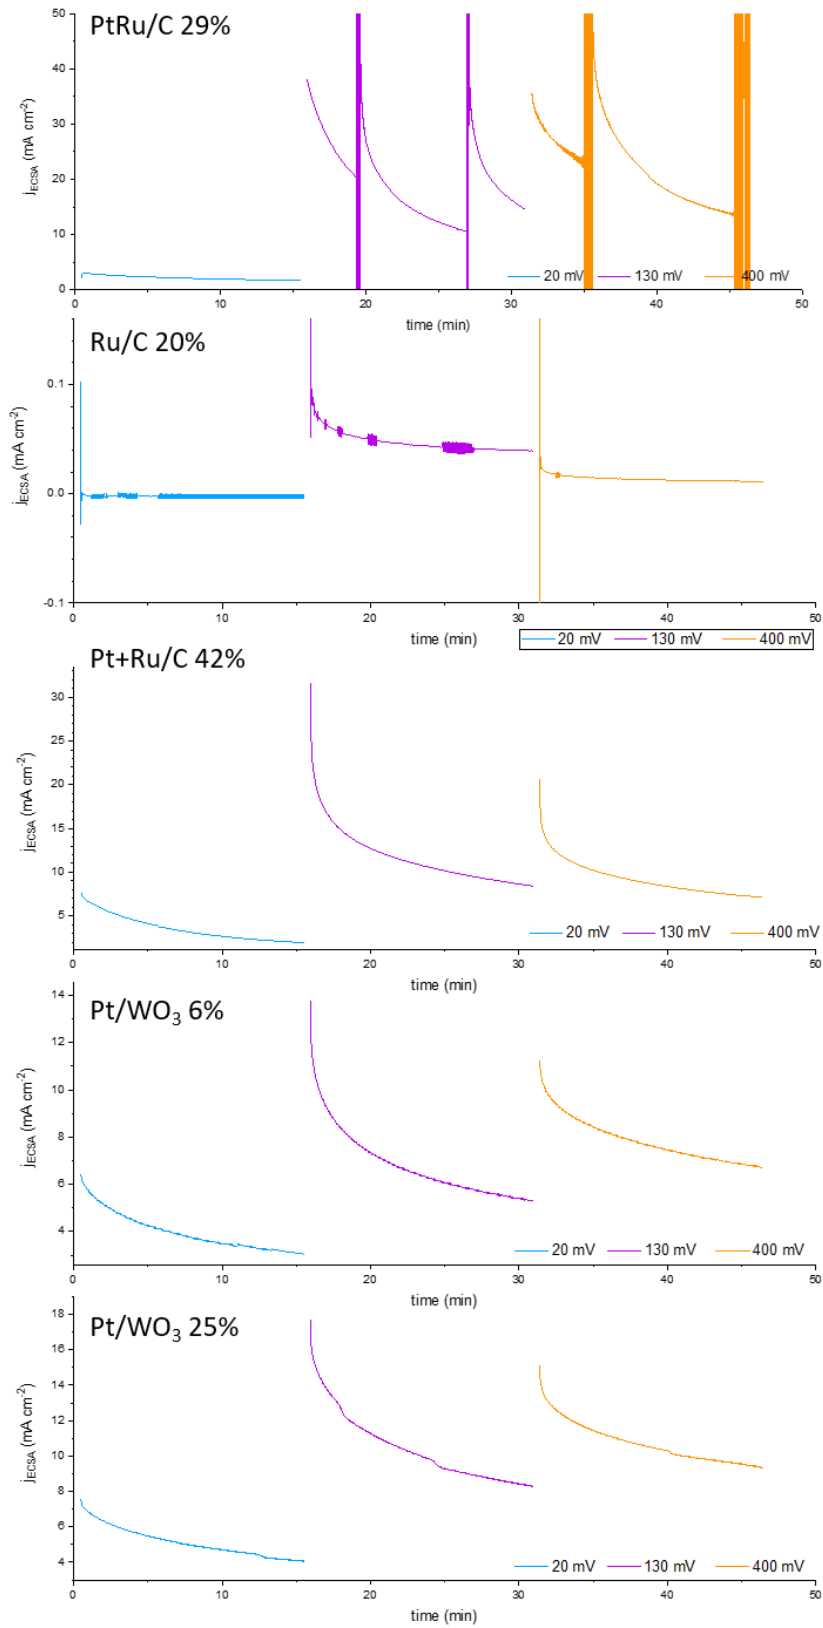 PtRu/C 29%
j_ECSA (mA cm⁻²)
50
40
30
20
10
0
20 mV 130 mV 400 mV
0 10 20 30 40 50
time (min)
Ru/C 20%
j_ECSA (mA cm⁻²)
0.1
0.0
-0.1
0 10 20 30 40 50
time (min)
20 mV 130 mV 400 mV
Pt+Ru/C 42%
j_ECSA (mA cm⁻²)
30
25
20
15
10
5
20 mV 130 mV 400 mV
0 10 20 30 40 50
time (min)
Pt/WO₃ 6%
j_ECSA (mA cm⁻²)
14
12
10
8
6
4
20 mV 130 mV 400 mV
0 10 20 30 40 50
time (min)
Pt/WO₃ 25%
j_ECSA (mA cm⁻²)
18
16
14
12
10
8
6
4
20 mV 130 mV 400 mV
0 10 20 30 40 50
time (min)